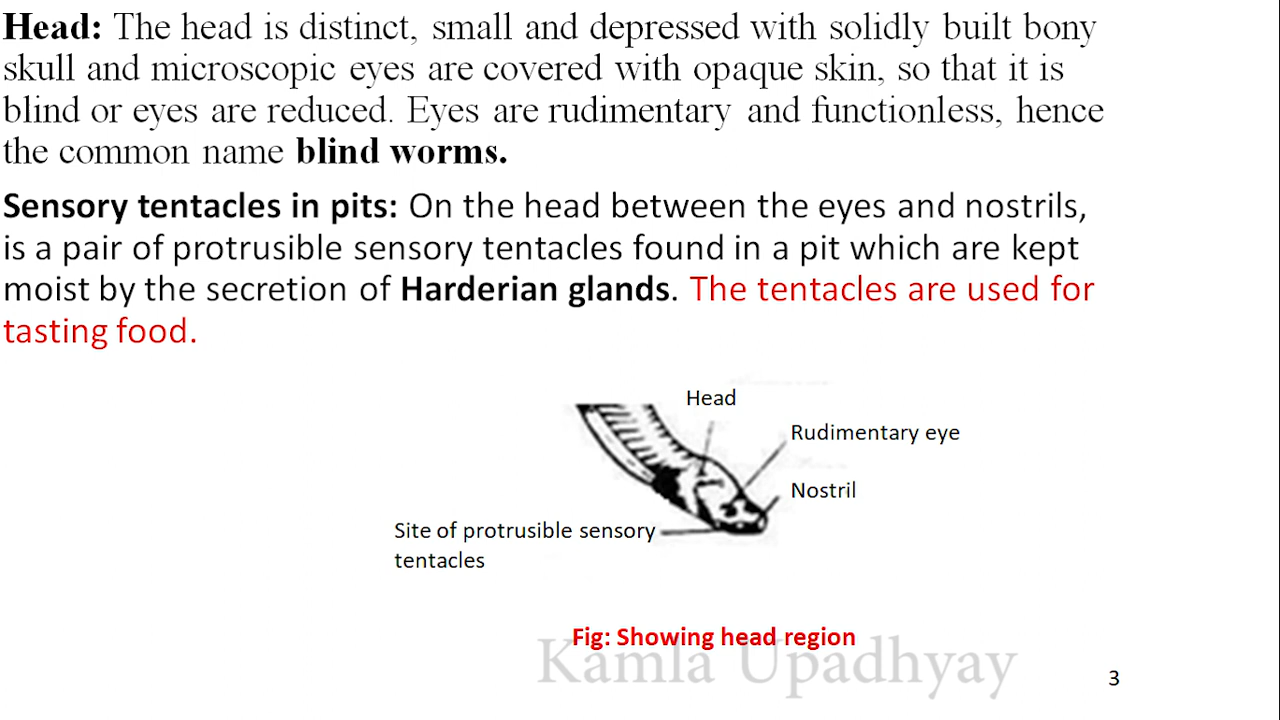 Head: The head is distinct, small and depressed with solidly built bony
skull and microscopic eyes are covered with opaque skin, so that it is
blind or eyes are reduced. Eyes are rudimentary and functionless, hence
the common name blind worms.
Sensory tentacles in pits: On the head between the eyes and nostrils,
is a pair of protrusible sensory tentacles found in a pit which are kept
moist by the secretion of Harderian glands. The tentacles are used for
tasting food.
Head
Rudimentary eye
Nostril
Site of protrusible sensory
tentacles
Fig: Showing head region
Kamla Upadhyay
3